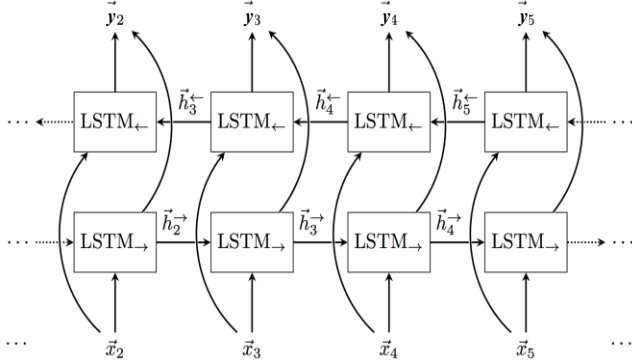 y⃗₂ y⃗₃ y⃗₄ y⃗₅
h⃗₃← h⃗₄← h⃗₅←
... LSTM← LSTM← LSTM← LSTM← ...
h⃗₂→ h⃗₃→ h⃗₄→
... LSTM→ LSTM→ LSTM→ LSTM→ ...
... x⃗₂ x⃗₃ x⃗₄ x⃗₅ ...